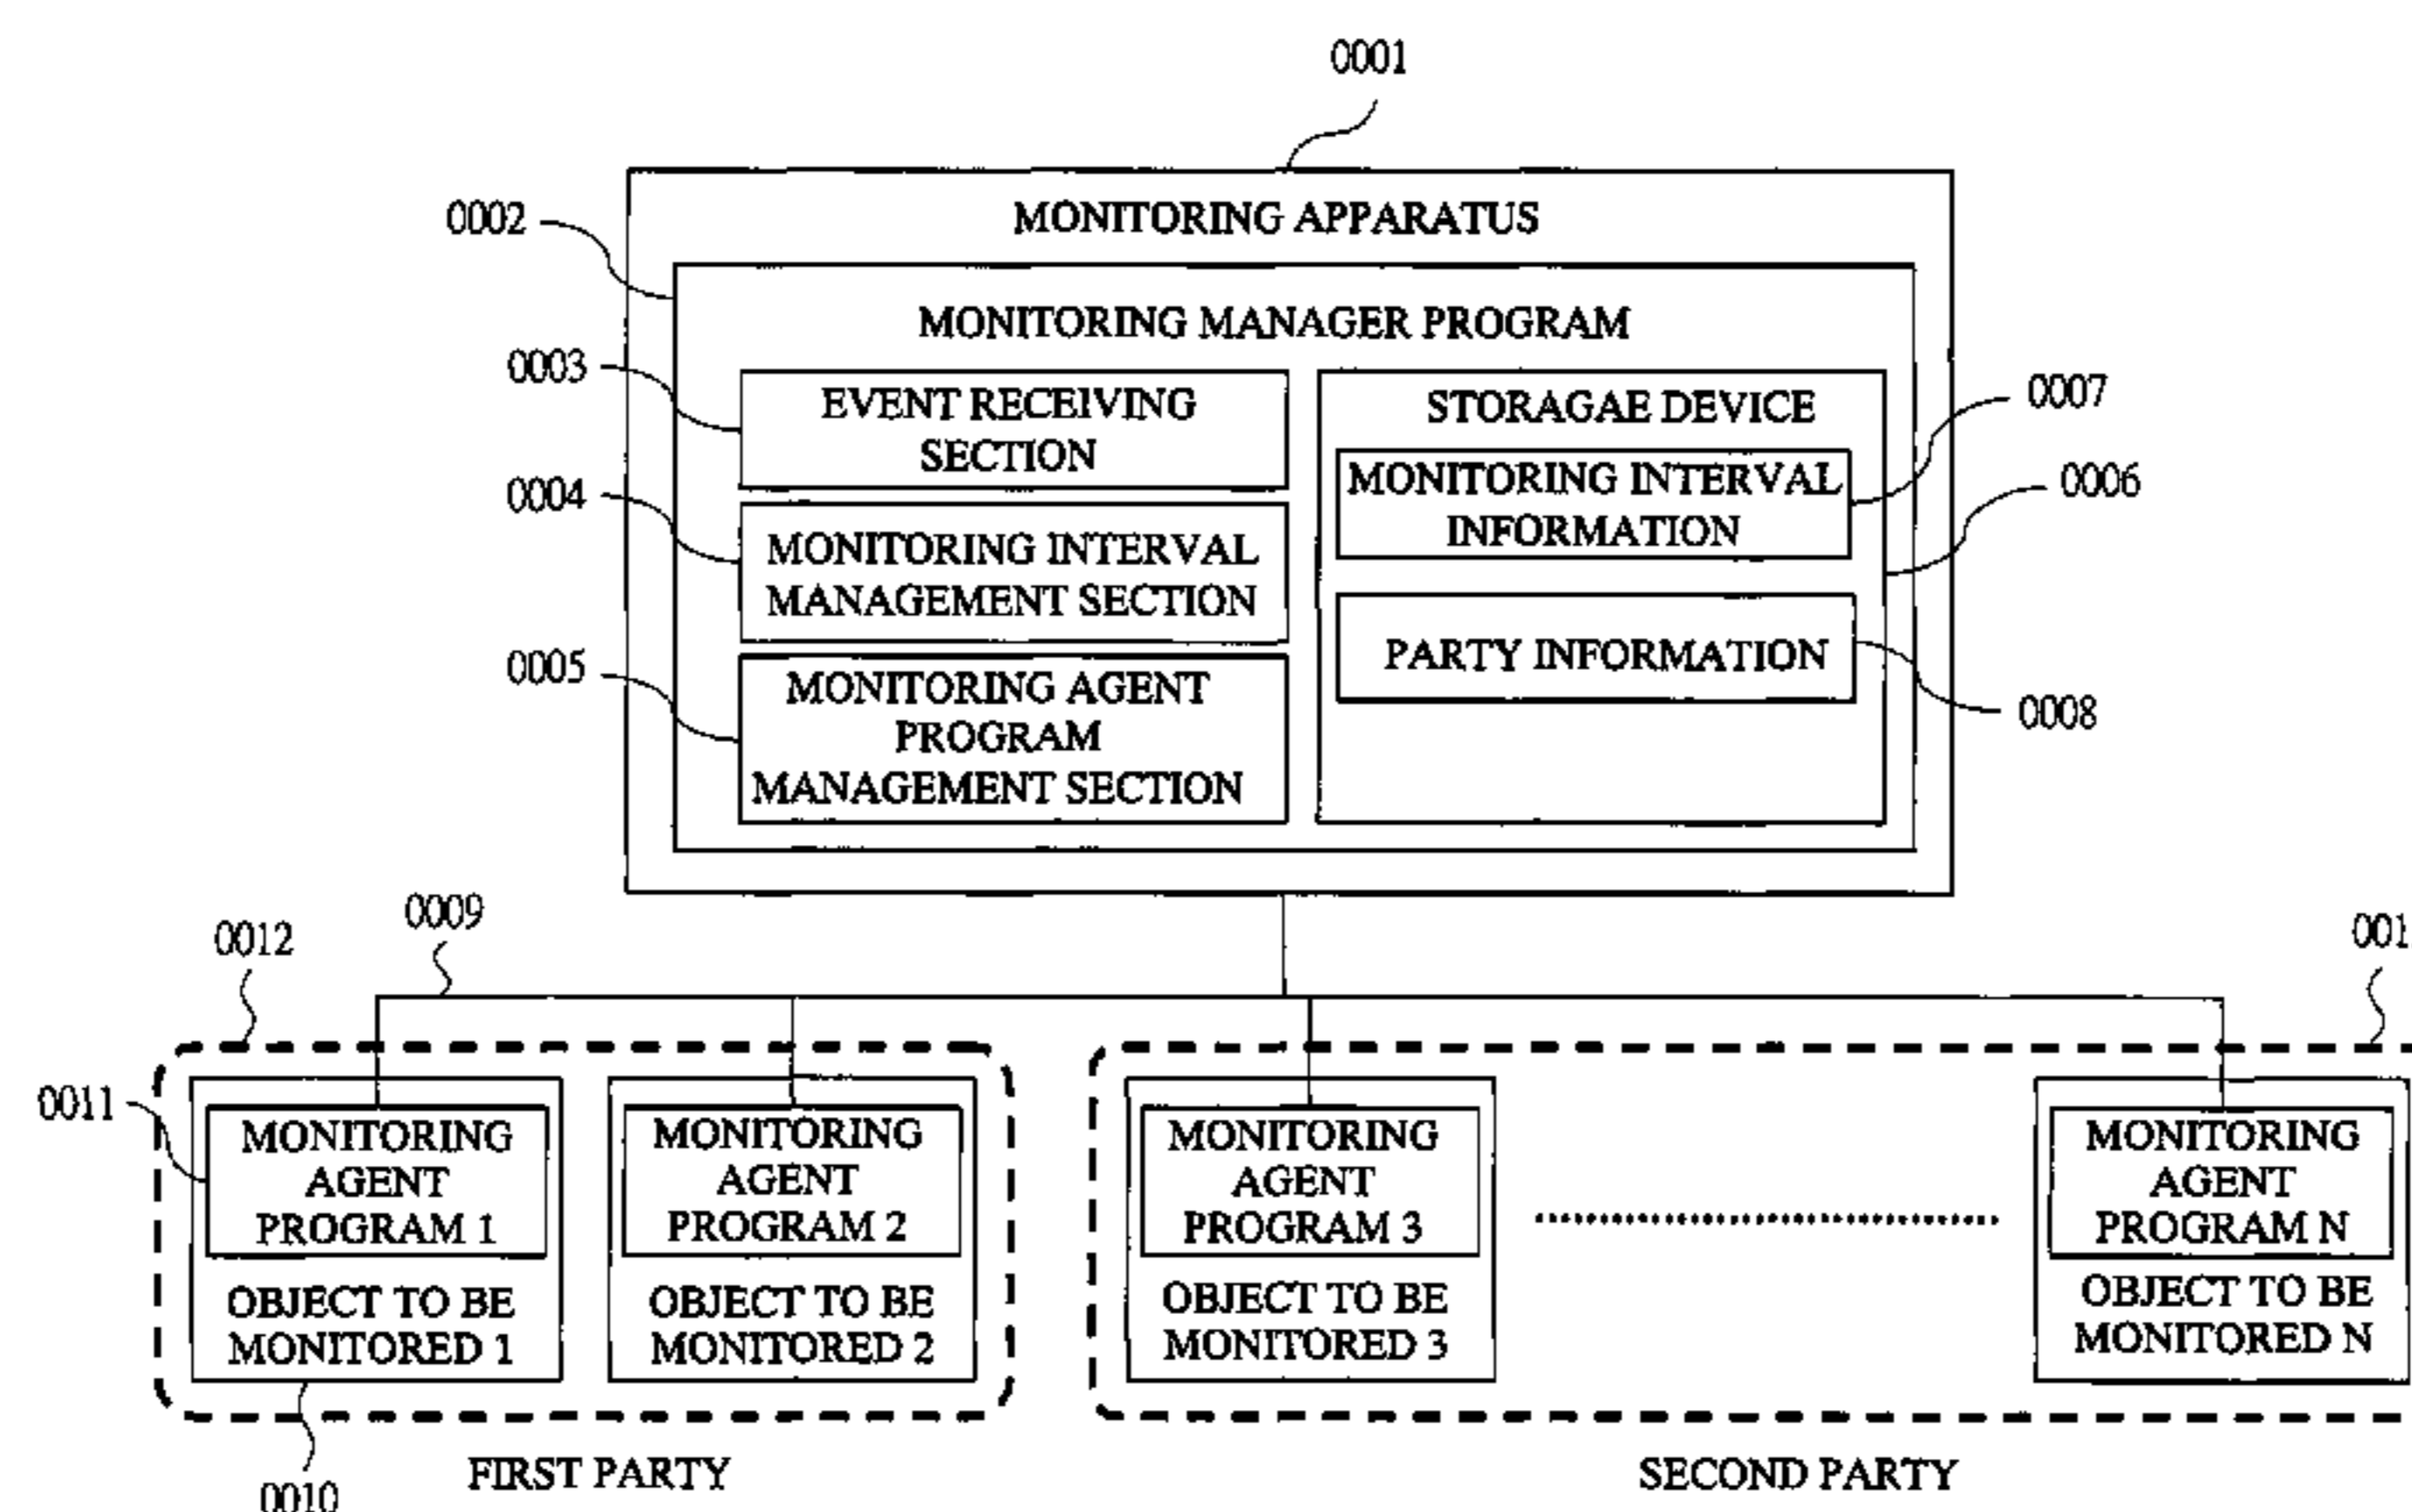 0001
MONITORING APPARATUS
0002
MONITORING MANAGER PROGRAM
0003
EVENT RECEIVING
SECTION
0004
MONITORING INTERVAL
MANAGEMENT SECTION
0005
MONITORING AGENT
PROGRAM
MANAGEMENT SECTION
STORAGAE DEVICE
0007
MONITORING INTERVAL
INFORMATION
0006
PARTY INFORMATION
0008
0009
0012
001
0011
MONITORING
AGENT
PROGRAM 1
OBJECT TO BE
MONITORED 1
MONITORING
AGENT
PROGRAM 2
OBJECT TO BE
MONITORED 2
MONITORING
AGENT
PROGRAM 3
OBJECT TO BE
MONITORED 3
MONITORING
AGENT
PROGRAM N
OBJECT TO BE
MONITORED N
0010
FIRST PARTY
SECOND PARTY